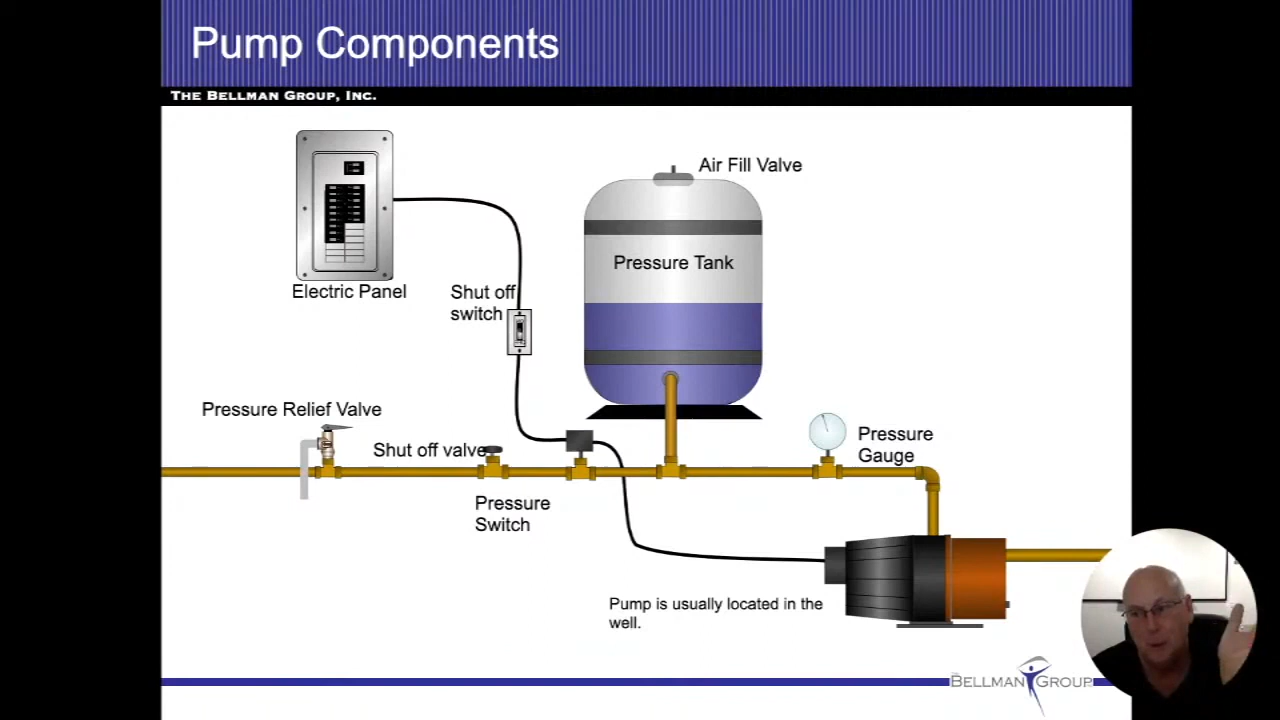 Pump Components
THE BELLMAN GROUP, INC.
Air Fill Valve
Pressure Tank
Electric Panel
Shut off
switch
Pressure Relief Valve
Shut off valve
Pressure
Gauge
Pressure
Switch
Pump is usually located in the
well.
THE
BELLMAN GROUP